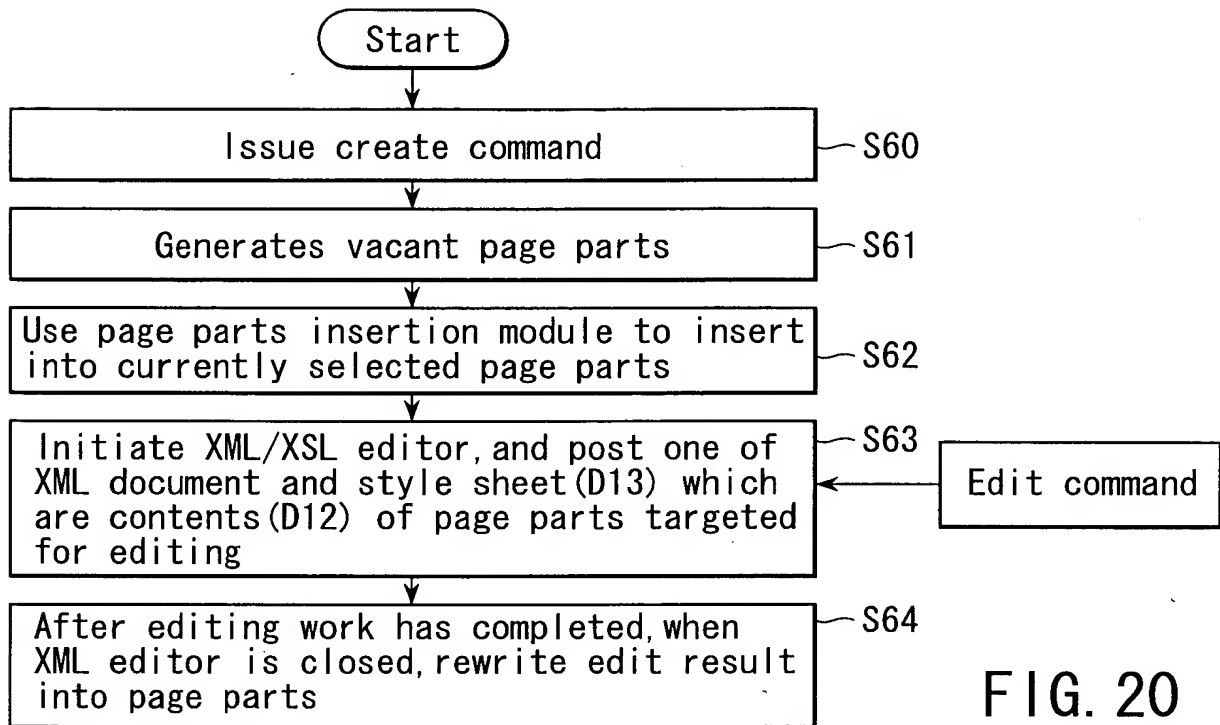 Start
Issue create command
S60
Generates vacant page parts
S61
Use page parts insertion module to insert
into currently selected page parts
S62
Initiate XML/XSL editor, and post one of
XML document and style sheet(D13) which
are contents(D12) of page parts targeted
for editing
S63
Edit command
After editing work has completed, when
XML editor is closed, rewrite edit result
into page parts
S64
FIG. 20